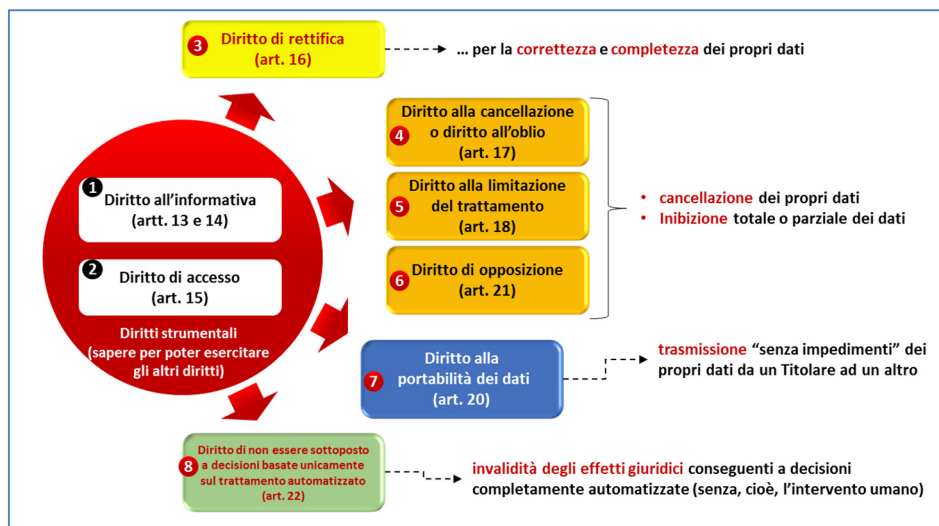 3
Diritto di rettifica
(art. 16)
... per la correttezza e completezza dei propri dati
4
Diritto alla cancellazione
o diritto all'oblio
(art. 17)
1
Diritto all'informativa
(artt. 13 e 14)
5
Diritto alla limitazione
del trattamento
(art. 18)
• cancellazione dei propri dati
• Inibizione totale o parziale dei dati
2
Diritto di accesso
(art. 15)
6
Diritto di opposizione
(art. 21)
Diritti strumentali
(sapere per poter esercitare
gli altri diritti)
7
Diritto alla
portabilità dei dati
(art. 20)
trasmissione "senza impedimenti" dei
propri dati da un Titolare ad un altro
8
Diritto di non essere sottoposto
a decisioni basate unicamente
sul trattamento automatizzato
(art. 22)
invalidità degli effetti giuridici conseguenti a decisioni
completamente automatizzate (senza, cioè, l'intervento umano)